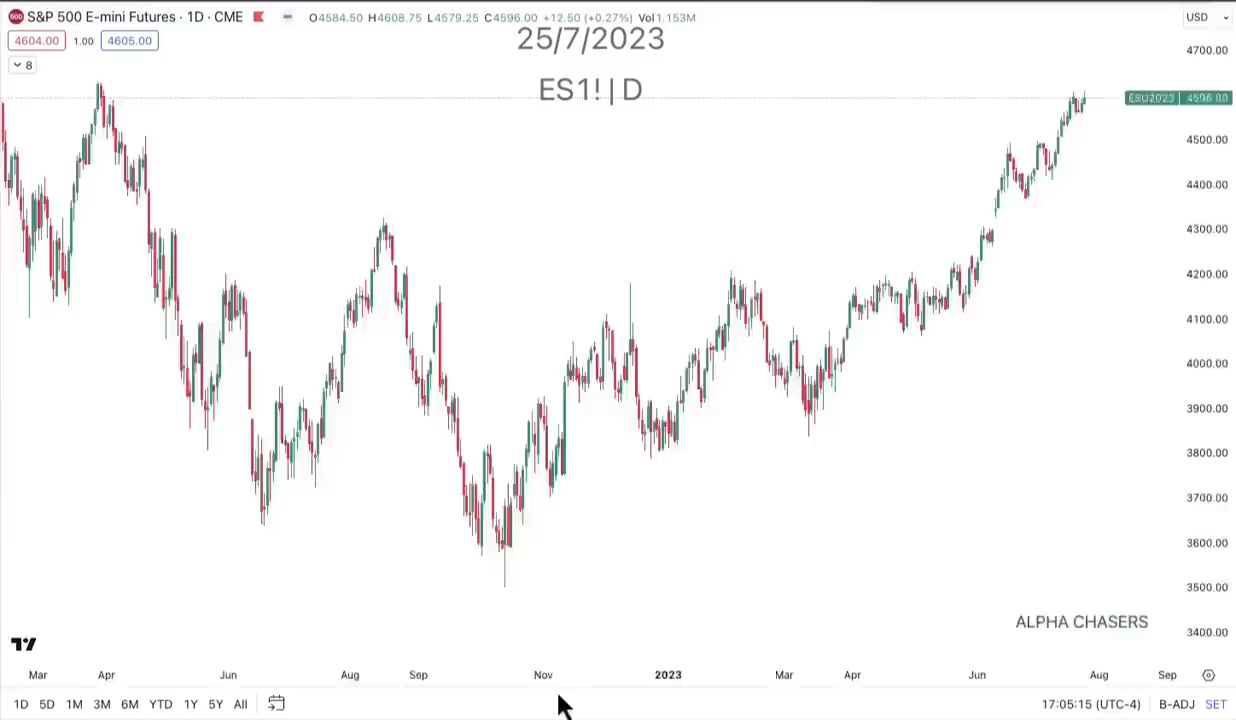 S&P 500 E-mini Futures · 1D · CME O4584.50 H4608.75 L4579.25 C4596.00 +12.50 (+0.27%) Vol 1.153M USD
4604.00 1.00 4605.00
25/7/2023
8
ES1! | D
4700.00
ESU2023 4596.00
4500.00
4400.00
4300.00
4200.00
4100.00
4000.00
3900.00
3800.00
3700.00
3600.00
3500.00
ALPHA CHASERS
3400.00
Mar Apr Jun Aug Sep Nov 2023 Mar Apr Jun Aug Sep
1D 5D 1M 3M 6M YTD 1Y 5Y All 17:05:15 (UTC-4) B-ADJ SET